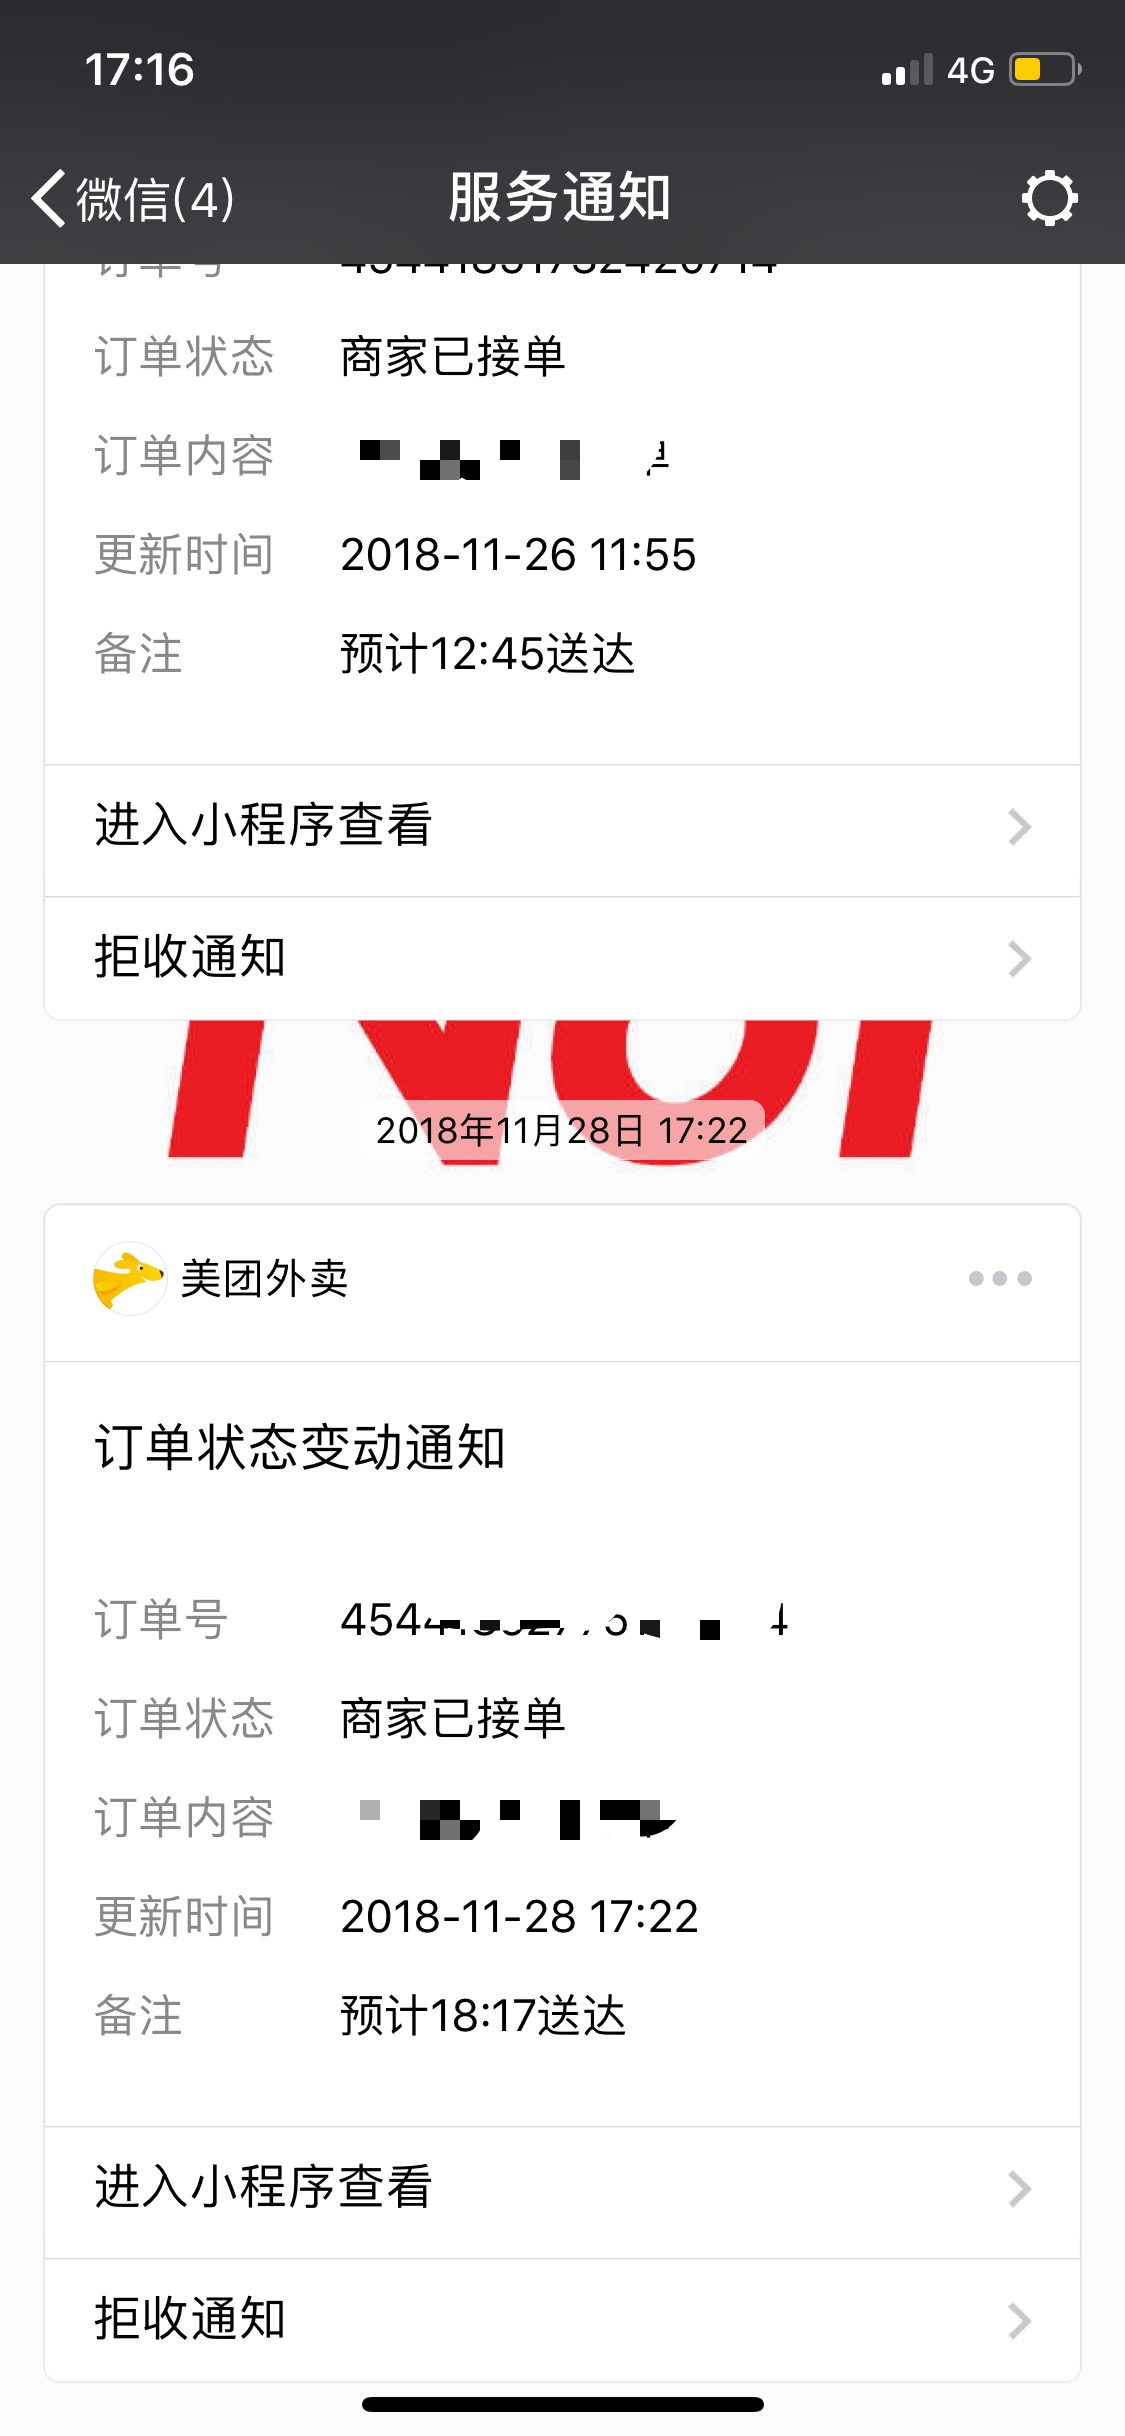 17:16 4G
微信(4) 服务通知
订单状态 商家已接单
订单内容
更新时间 2018-11-26 11:55
备注 预计12:45送达
进入小程序查看
拒收通知
2018年11月28日 17:22
美团外卖
订单状态变动通知
订单号
订单状态 商家已接单
订单内容
更新时间 2018-11-28 17:22
备注 预计18:17送达
进入小程序查看
拒收通知